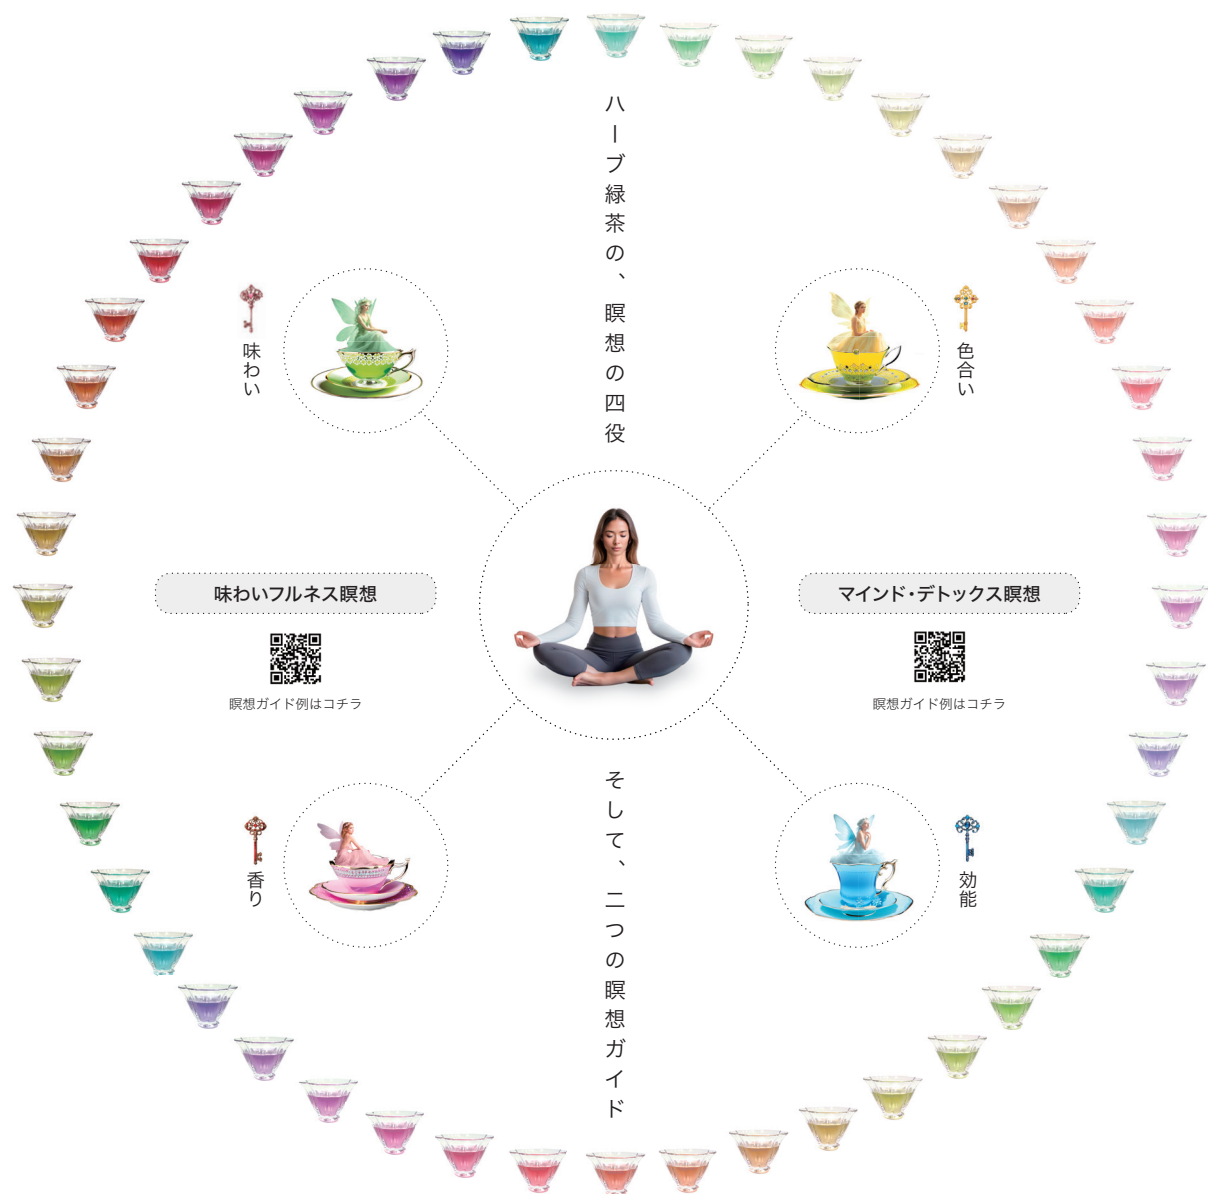 ハーブ緑茶の、瞑想の四役
味わい
色合い
味わいフルネス瞑想
瞑想ガイド例はコチラ
マインド・デトックス瞑想
瞑想ガイド例はコチラ
香り
効能
そして、二つの瞑想ガイド